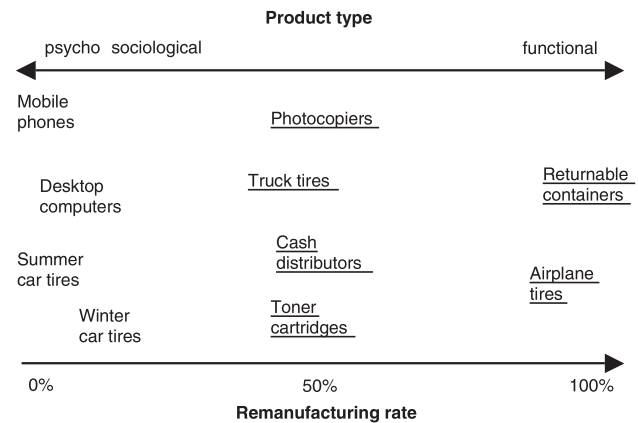 Product type
psycho sociological
functional
Mobile
phones
Photocopiers
Desktop
computers
Truck tires
Returnable
containers
Summer
car tires
Cash
distributors
Airplane
tires
Winter
car tires
Toner
cartridges
0%
50%
100%
Remanufacturing rate